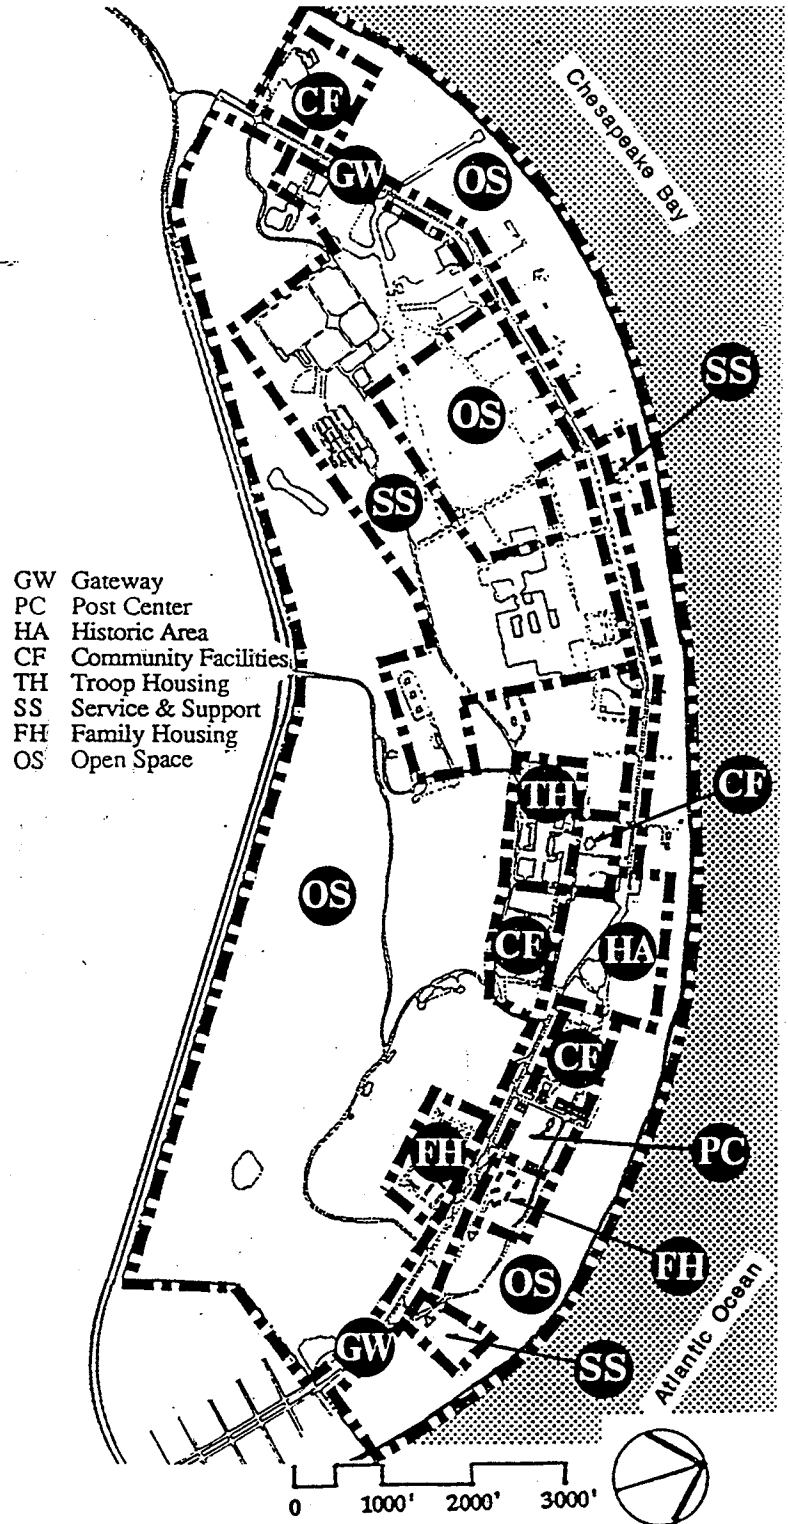 CF
Chesapeake Bay
GW
OS
SS
OS
SS
GW Gateway
PC Post Center
HA Historic Area
CF Community Facilities
TH Troop Housing
SS Service & Support
FH Family Housing
OS Open Space
TH
CF
OS
CF
HA
CF
FH
PC
FH
OS
GW
SS
Atlantic Ocean
0 1000' 2000' 3000'